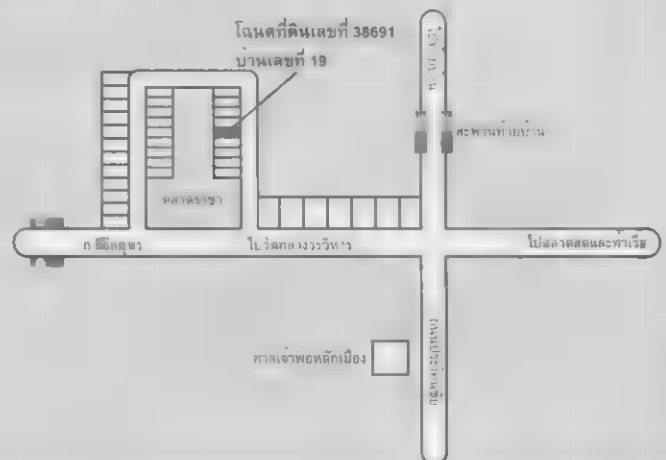 โฉนดที่ดินเลขที่ 38691
บ้านเลขที่ 19
สะพานท้ายบ้าน
ตลาดราชา
ไปวัดกลางวรวิหาร
ไปตลาดสดและท่าเรือ
ศาลเจ้าพ่อหลักเมือง